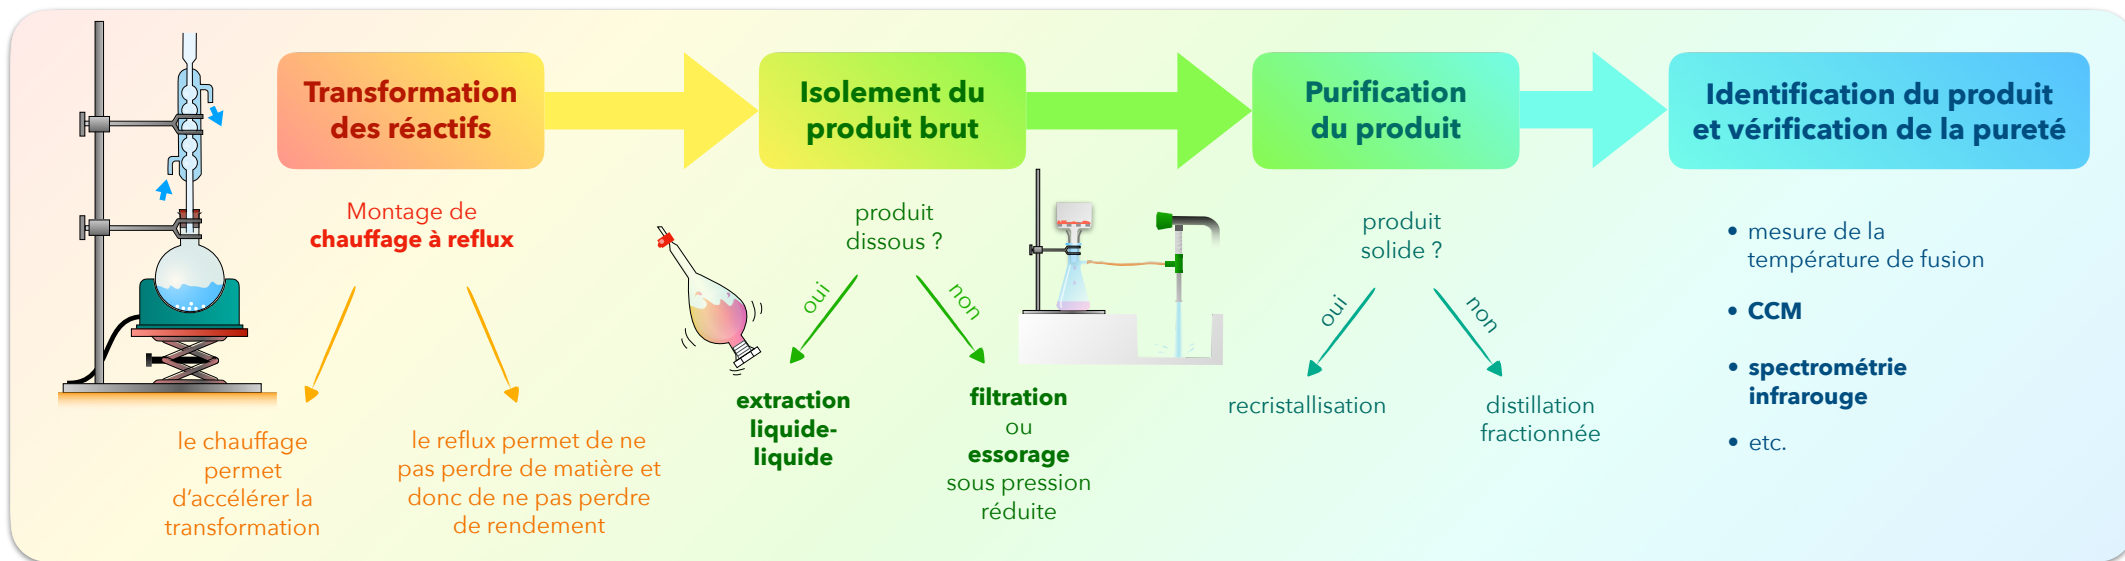 Transformation
des réactifs
Isolement du
produit brut
Purification
du produit
Identification du produit
et vérification de la pureté
Montage de
chauffage à reflux
le chauffage
permet
d’accélérer la
transformation
le reflux permet de ne
pas perdre de matière et
donc de ne pas perdre
de rendement
produit
dissous ?
oui
non
extraction
liquide-
liquide
filtration
ou
essorage
sous pression
réduite
produit
solide ?
oui
non
recristallisation
distillation
fractionnée
• mesure de la
température de fusion
• CCM
• spectrométrie
infrarouge
• etc.